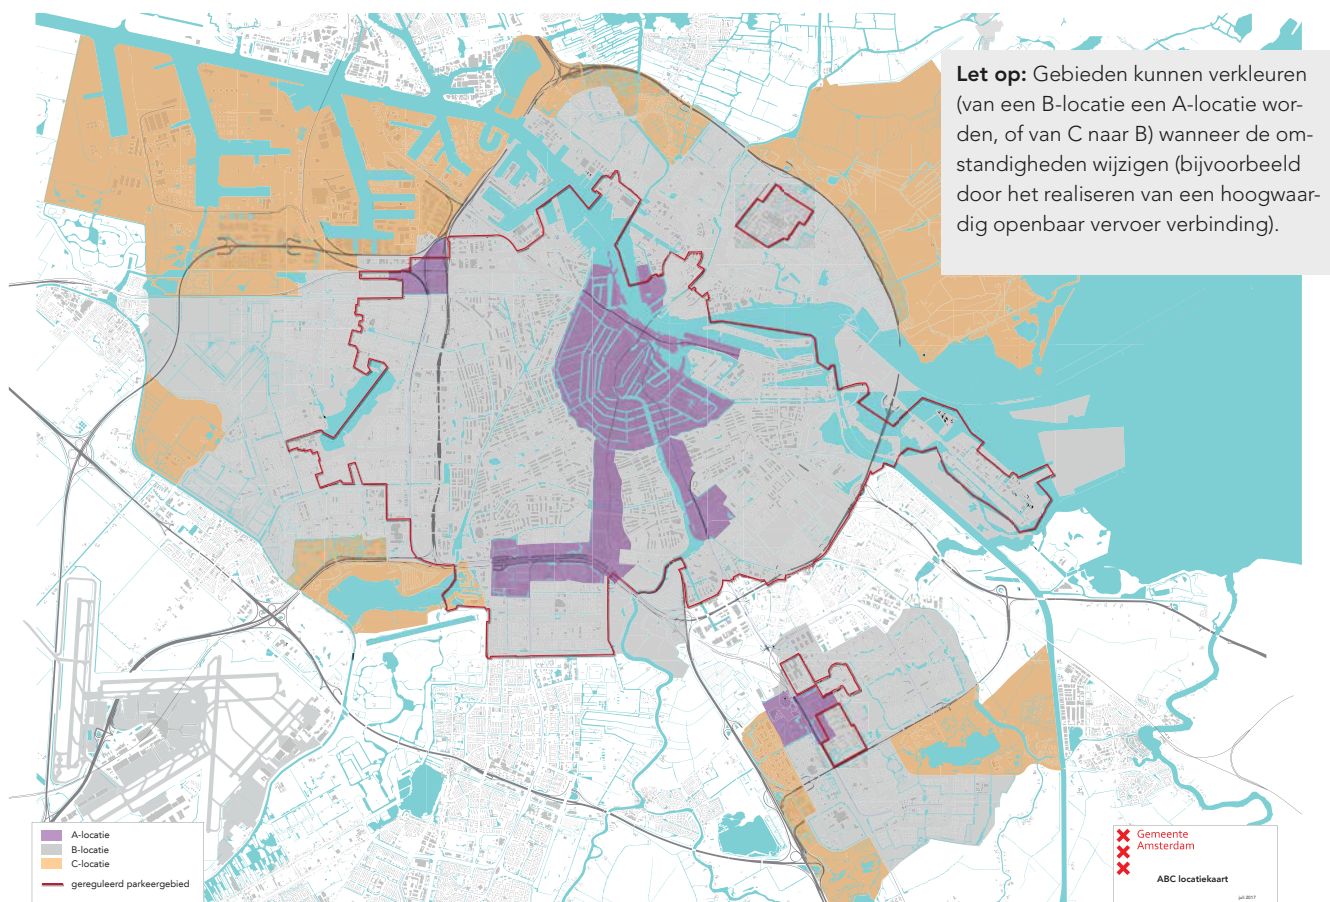 Let op: Gebieden kunnen verkleuren
(van een B-locatie een A-locatie wor-
den, of van C naar B) wanneer de om-
standigheden wijzigen (bijvoorbeeld
door het realiseren van een hoogwaar-
dig openbaar vervoer verbinding).
A-locatie
B-locatie
C-locatie
gereguleerd parkeergebied
Gemeente
Amsterdam
ABC locatiekaart
juli 2017